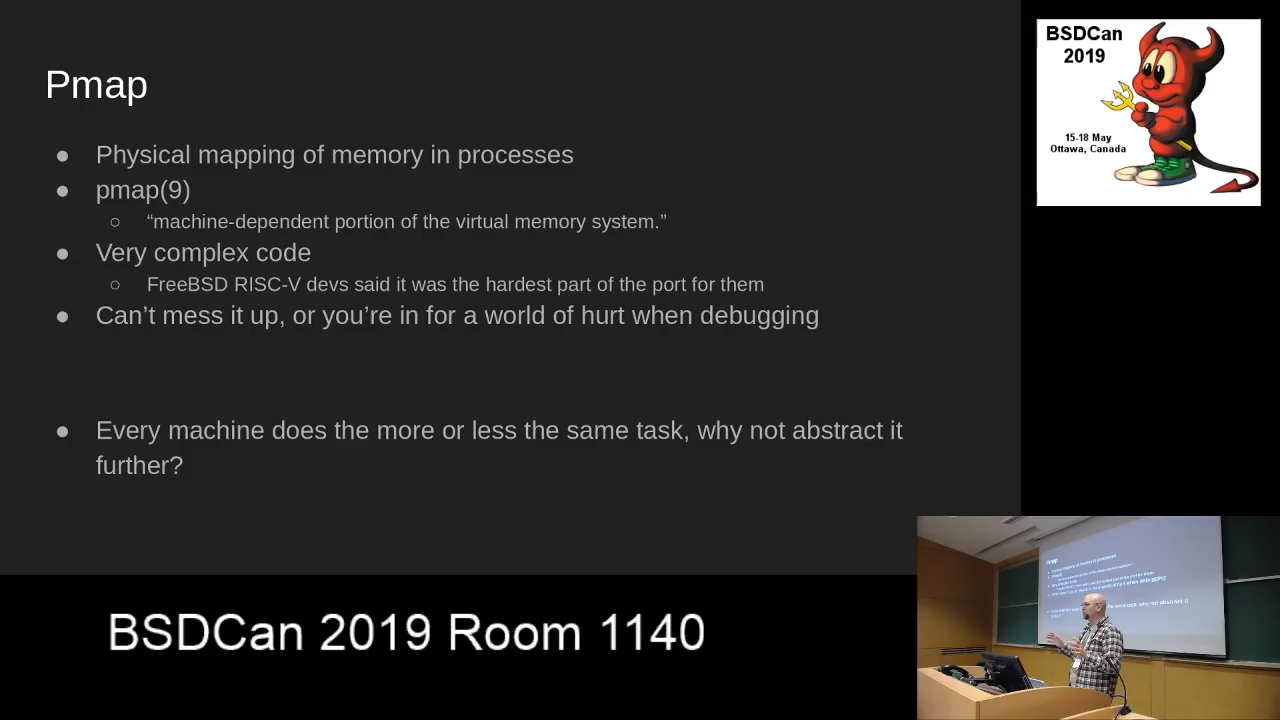 Pmap
● Physical mapping of memory in processes
● pmap(9)
○ “machine-dependent portion of the virtual memory system.”
● Very complex code
○ FreeBSD RISC-V devs said it was the hardest part of the port for them
● Can’t mess it up, or you’re in for a world of hurt when debugging
● Every machine does the more or less the same task, why not abstract it
further?
BSDCan
2019
15-18 May
Ottawa, Canada
BSDCan 2019 Room 1140